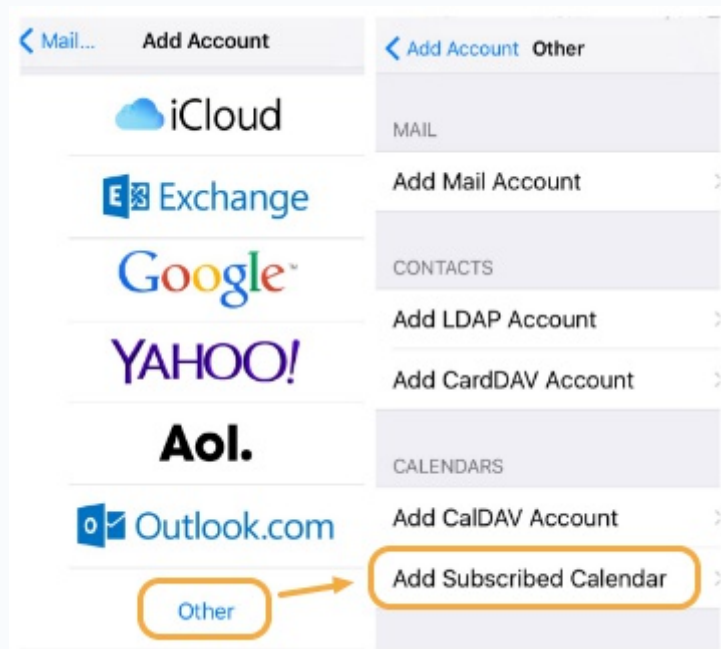 Mail... Add Account
iCloud
Exchange
Google
YAHOO!
Aol.
Outlook.com
Other
Add Account Other
MAIL
Add Mail Account
CONTACTS
Add LDAP Account
Add CardDAV Account
CALENDARS
Add CalDAV Account
Add Subscribed Calendar